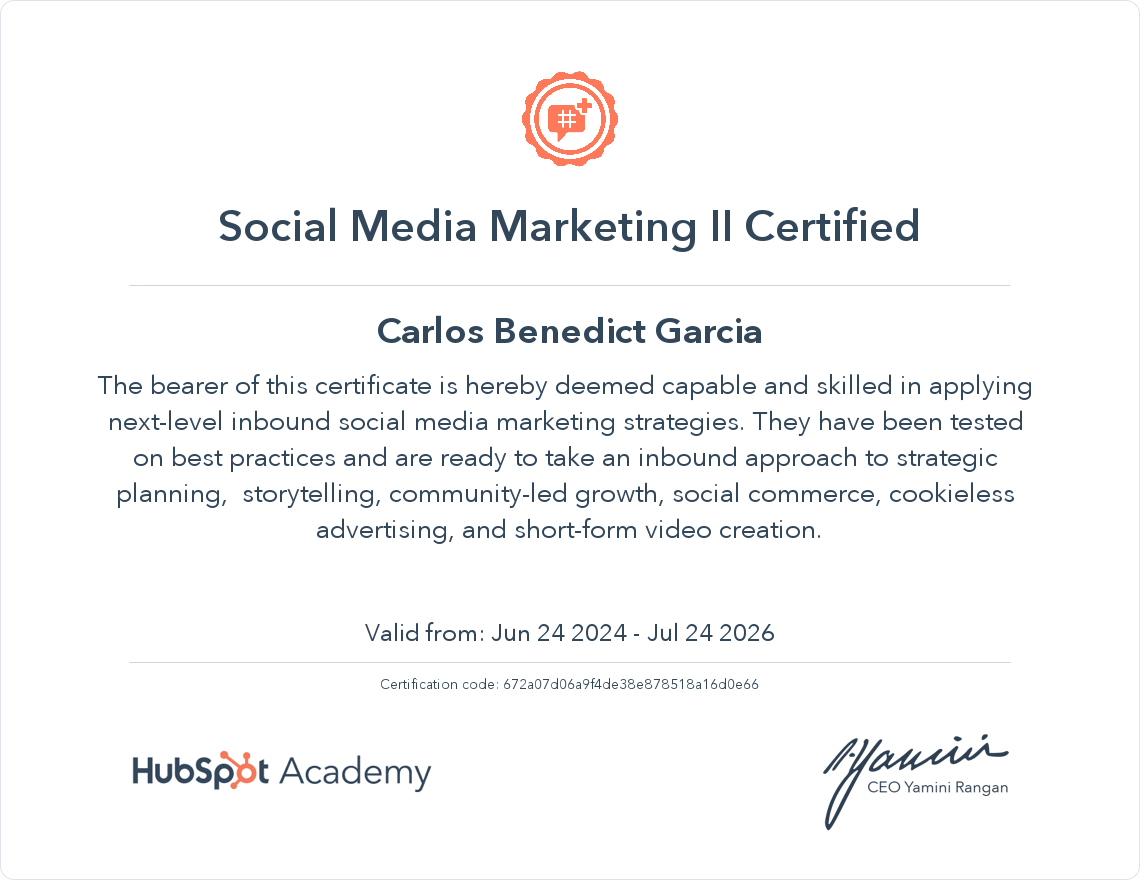 #
Social Media Marketing II Certified
Carlos Benedict Garcia
The bearer of this certificate is hereby deemed capable and skilled in applying
next-level inbound social media marketing strategies. They have been tested
on best practices and are ready to take an inbound approach to strategic
planning,  storytelling, community-led growth, social commerce, cookieless
advertising, and short-form video creation.
Valid from: Jun 24 2024 - Jul 24 2026
Certification code: 672a07d06a9f4de38e878518a16d0e66
HubSpot Academy
Yamini
CEO Yamini Rangan